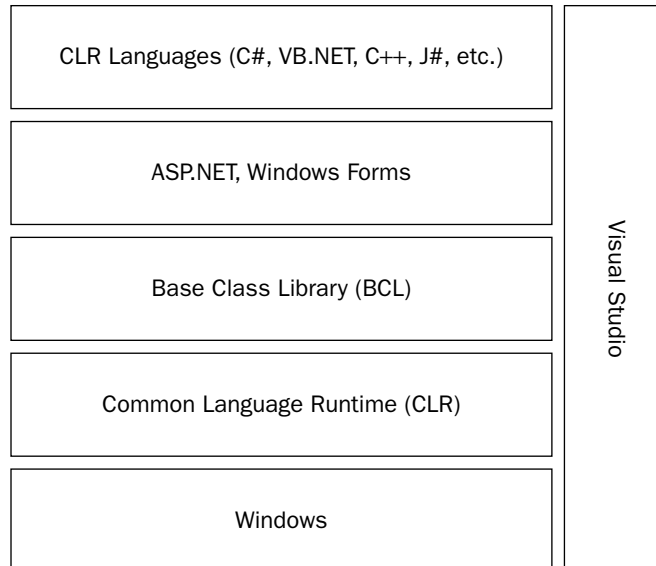 CLR Languages (C#, VB.NET, C++, J#, etc.)
ASP.NET, Windows Forms
Base Class Library (BCL)
Common Language Runtime (CLR)
Windows
Visual Studio